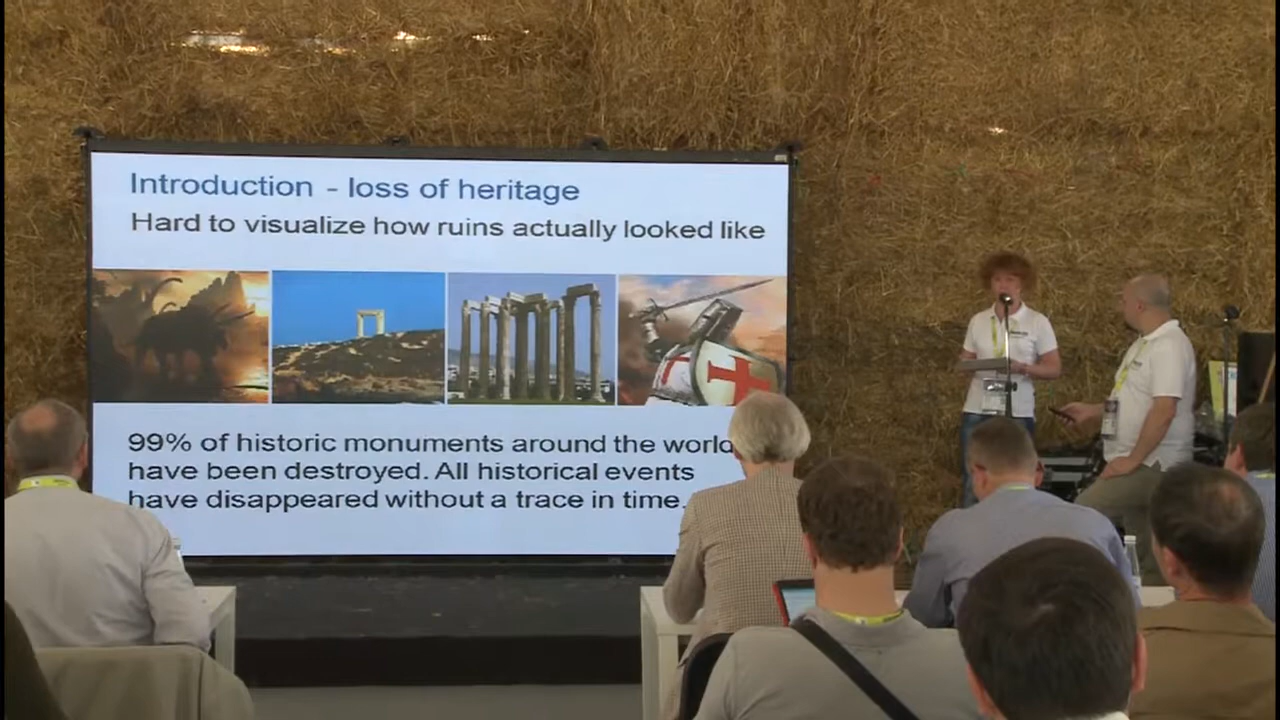 Introduction - loss of heritage
Hard to visualize how ruins actually looked like
99% of historic monuments around the world
have been destroyed. All historical events
have disappeared without a trace in time.